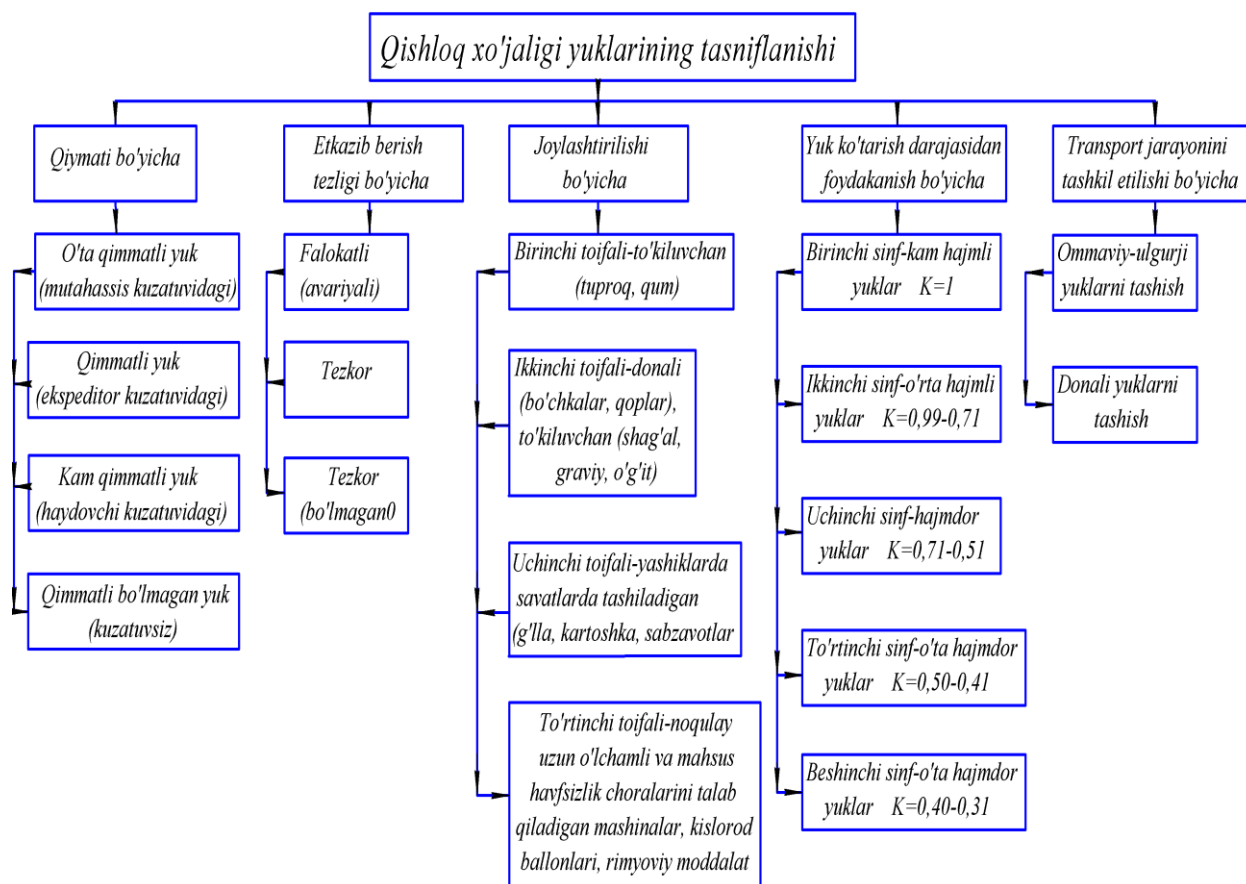 Qishloq xo'jaligi yuklarining tasniflanishi
Qiymati bo'yicha
O'ta qimmatli yuk
(mutahassis kuzatuvidagi)
Qimmatli yuk
(ekspeditor kuzatuvidagi)
Kam qimmatli yuk
(haydovchi kuzatuvidagi)
Qimmatli bo'lmagan yuk
(kuzatuvsiz)
Etkazib berish
tezligi bo'yicha
Falokatli
(avariyali)
Tezkor
Tezkor
(bo'lmagan0
Joylashtirilishi
bo'yicha
Birinchi toifali-to'kiluvchan
(tuproq, qum)
Ikkinchi toifali-donali
(bo'chkalar, qoplar),
to'kiluvchan (shag'al,
graviy, o'g'it)
Uchinchi toifali-yashiklarda
savatlarda tashiladigan
(g'lla, kartoshka, sabzavotlar
To'rtinchi toifali-noqulay
uzun o'lchamli va mahsus
havfsizlik choralarini talab
qiladigan mashinalar, kislorod
ballonlari, rimyoviy moddalat
Yuk ko'tarish darajasidan
foydakanish bo'yicha
Birinchi sinf-kam hajmli
yuklar K=1
Ikkinchi sinf-o'rta hajmli
yuklar K=0,99-0,71
Uchinchi sinf-hajmdor
yuklar K=0,71-0,51
To'rtinchi sinf-o'ta hajmdor
yuklar K=0,50-0,41
Beshinchi sinf-o'ta hajmdor
yuklar K=0,40-0,31
Transport jarayonini
tashkil etilishi bo'yicha
Ommaviy-ulgurji
yuklarni tashish
Donali yuklarni
tashish